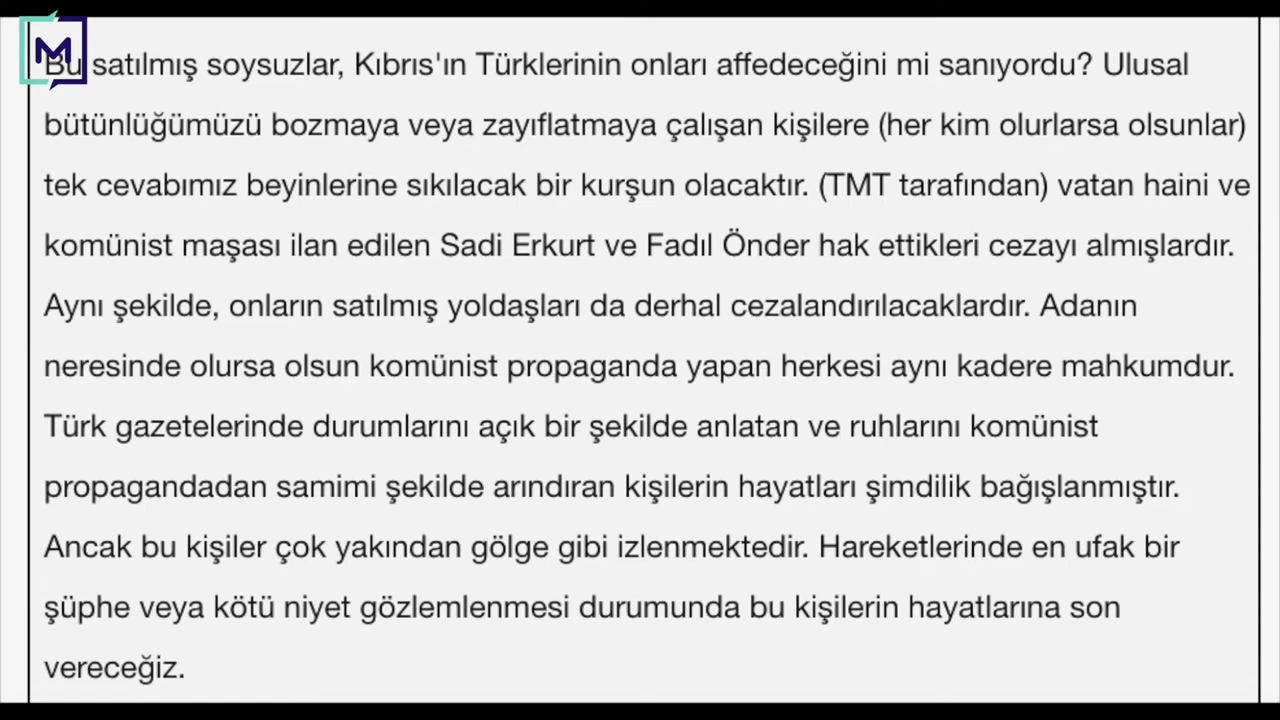 M
Bu satılmış soysuzlar, Kıbrıs'ın Türklerinin onları affedeceğini mi sanıyordu? Ulusal
bütünlüğümüzü bozmaya veya zayıflatmaya çalışan kişilere (her kim olurlarsa olsunlar)
tek cevabımız beyinlerine sıkılacak bir kurşun olacaktır. (TMT tarafından) vatan haini ve
komünist maşası ilan edilen Sadi Erkurt ve Fadıl Önder hak ettikleri cezayı almışlardır.
Aynı şekilde, onların satılmış yoldaşları da derhal cezalandırılacaklardır. Adanın
neresinde olursa olsun komünist propaganda yapan herkesi aynı kadere mahkumdur.
Türk gazetelerinde durumlarını açık bir şekilde anlatan ve ruhlarını komünist
propagandadan samimi şekilde arındıran kişilerin hayatları şimdilik bağışlanmıştır.
Ancak bu kişiler çok yakından gölge gibi izlenmektedir. Hareketlerinde en ufak bir
şüphe veya kötü niyet gözlemlenmesi durumunda bu kişilerin hayatlarına son
vereceğiz.